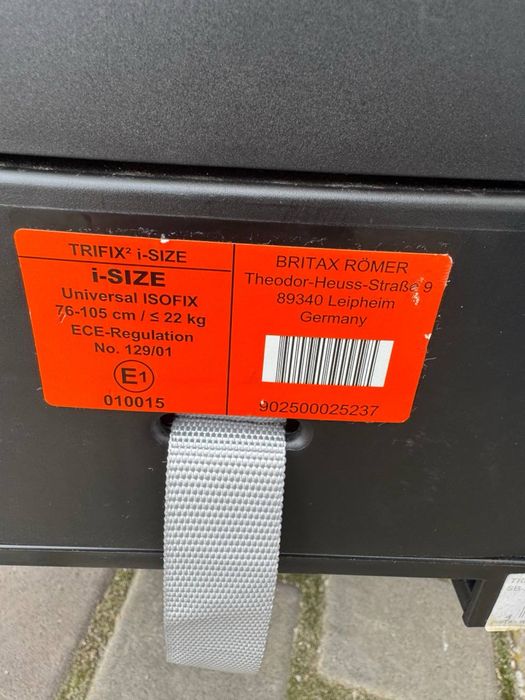 TRIFIX² i-SIZE
i-SIZE
Universal ISOFIX
76-105 cm / ≤ 22 kg
ECE-Regulation
No. 129/01
E1
010015
BRITAX RÖMER
Theodor-Heuss-Straße 9
89340 Leipheim
Germany
902500025237